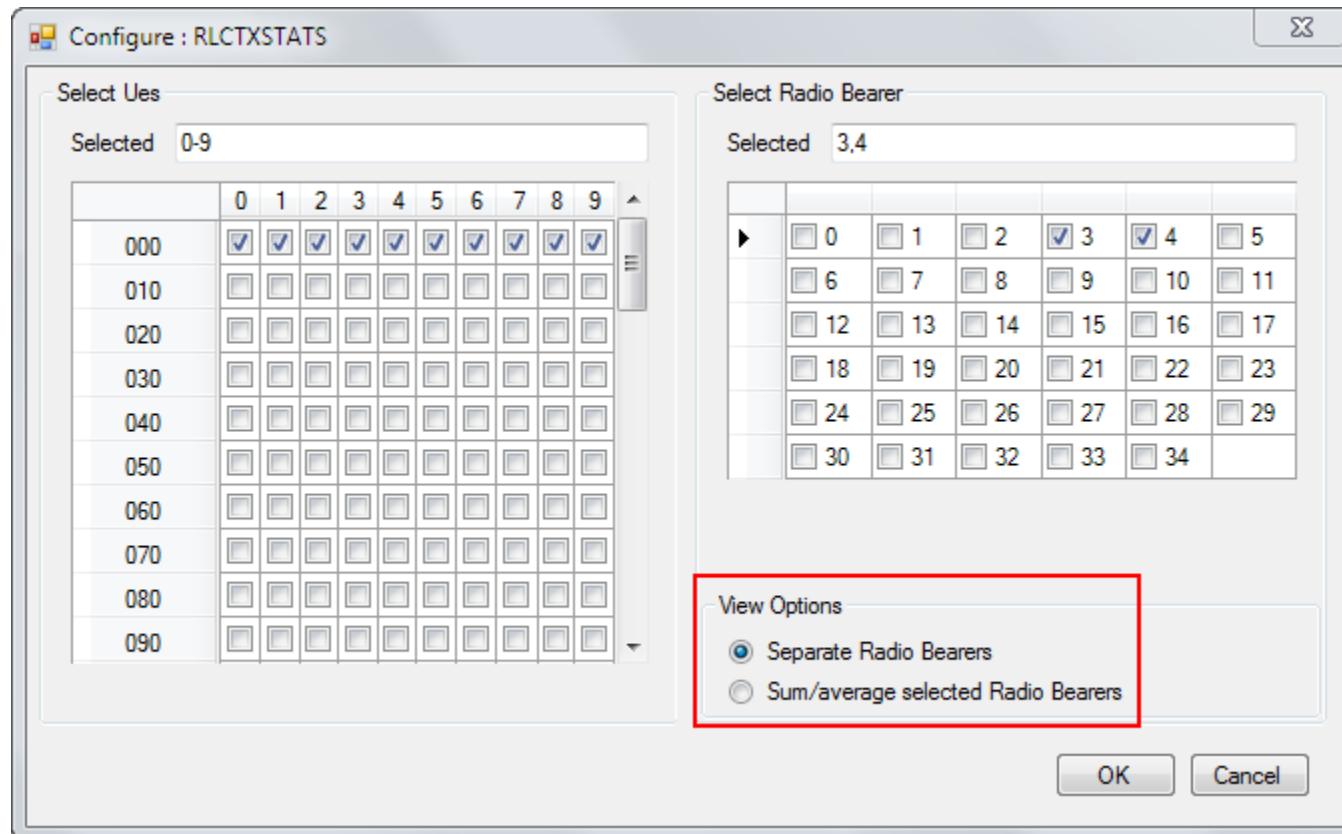 Configure : RLCTXSTATS
Select Ues
Selected 0-9
0 1 2 3 4 5 6 7 8 9
000
010
020
030
040
050
060
070
080
090
Select Radio Bearer
Selected 3,4
0 1 2 3 4 5
6 7 8 9 10 11
12 13 14 15 16 17
18 19 20 21 22 23
24 25 26 27 28 29
30 31 32 33 34
View Options
Separate Radio Bearers
Sum/average selected Radio Bearers
OK Cancel